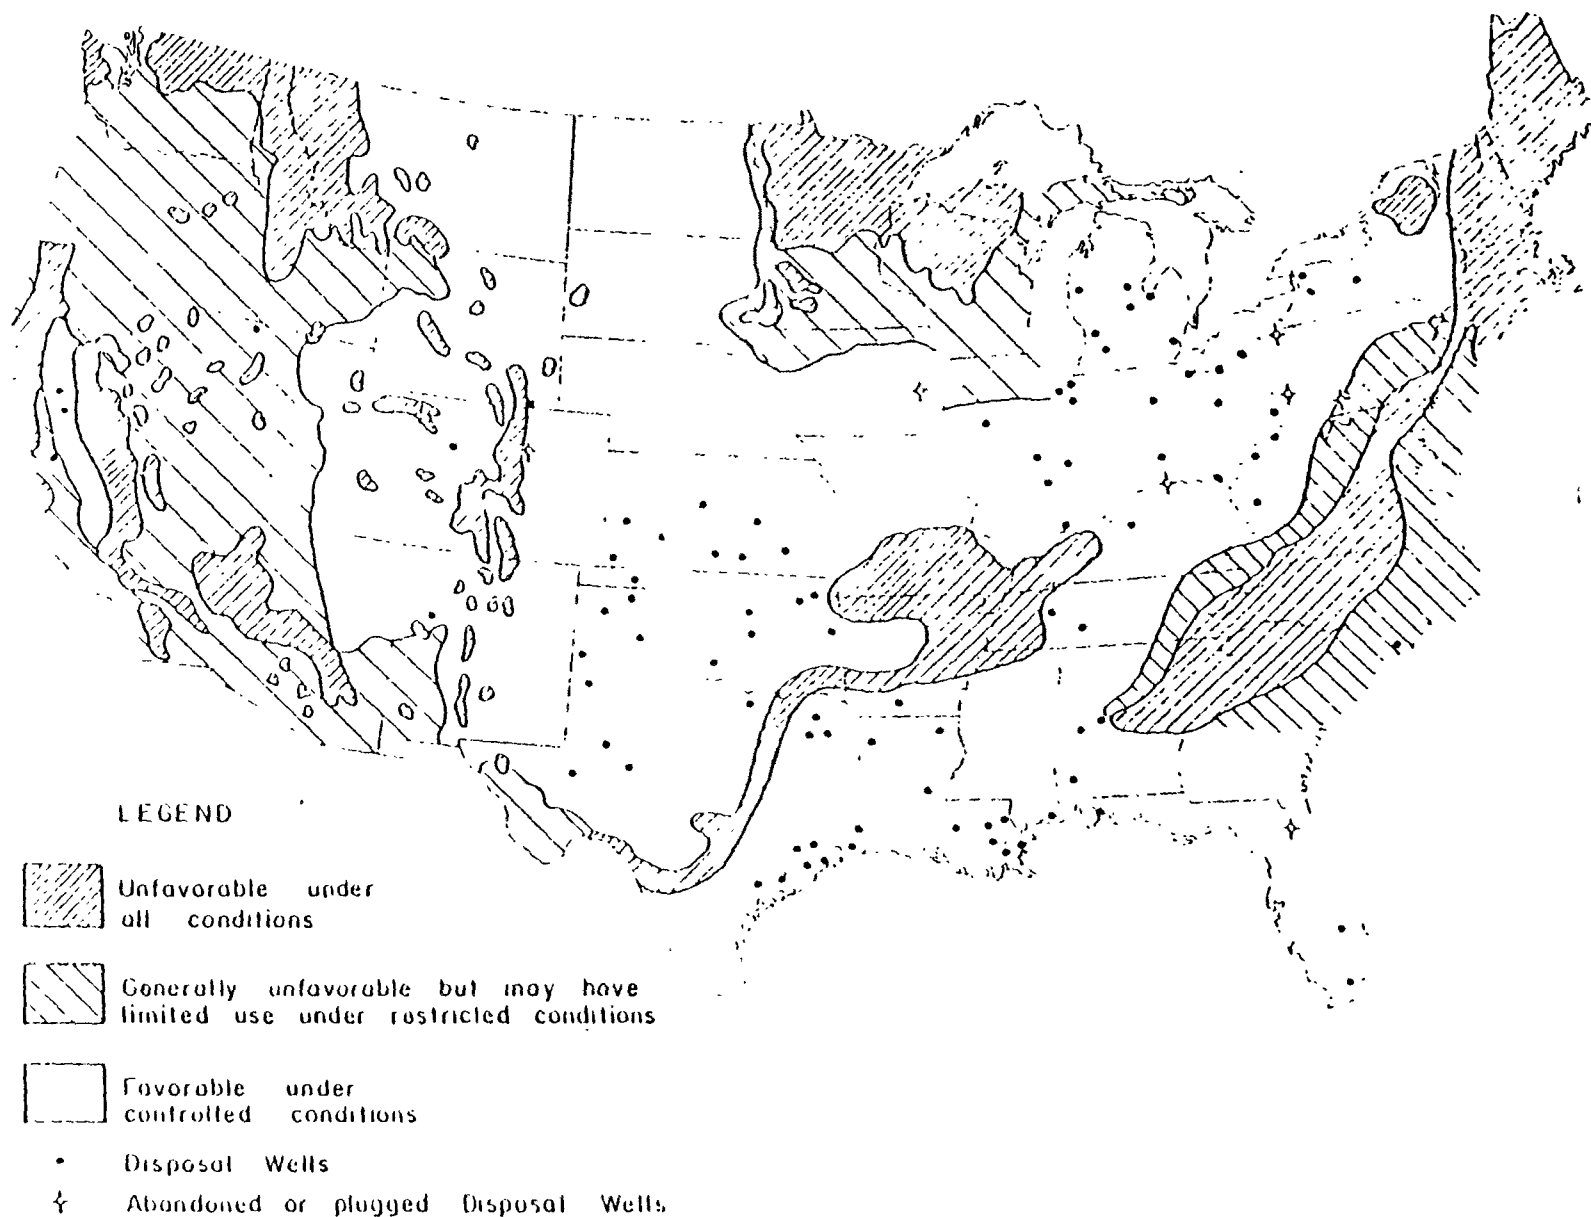 LEGEND
Unfavorable under
all conditions
Generally unfavorable but may have
limited use under restricted conditions
Favorable under
controlled conditions
Disposal Wells
Abandoned or plugged Disposal Wells